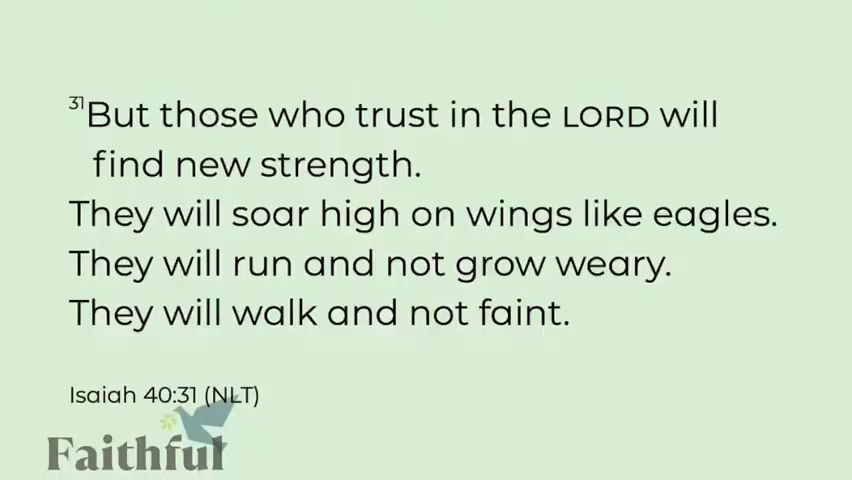 31But those who trust in the LORD will
find new strength.
They will soar high on wings like eagles.
They will run and not grow weary.
They will walk and not faint.
Isaiah 40:31 (NLT)
Faithful